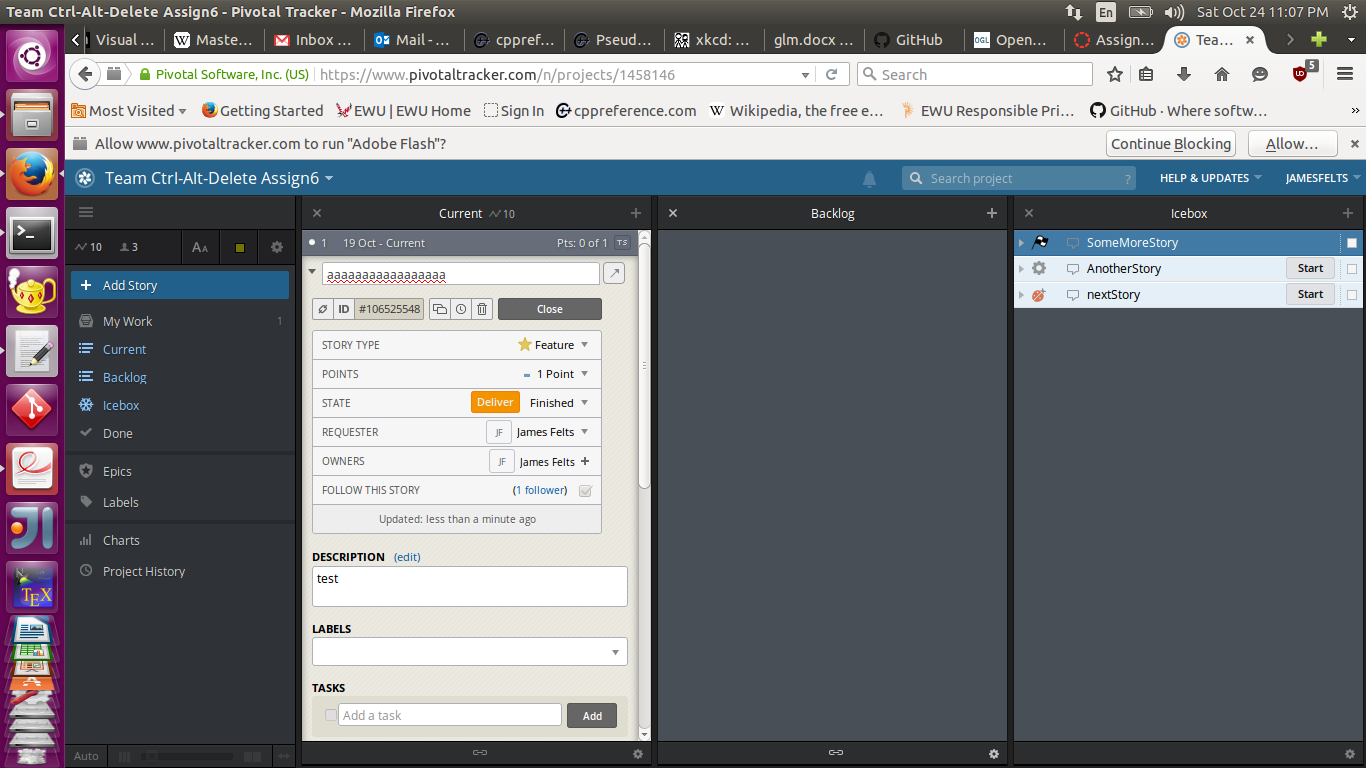 Team Ctrl-Alt-Delete Assign6 - Pivotal Tracker - Mozilla Firefox
En
Sat Oct 24 11:07 PM
Visual ...
Maste...
Inbox ...
Mail - ...
cppref...
Pseud...
xkcd: ...
glm.docx ...
GitHub
Open...
Assign...
Tea...
Pivotal Software, Inc. (US)
https://www.pivotaltracker.com/n/projects/1458146
Search
5
Most Visited
Getting Started
EWU | EWU Home
Sign In
cppreference.com
Wikipedia, the free e...
EWU Responsible Pri...
GitHub · Where softw...
Allow www.pivotaltracker.com to run "Adobe Flash"?
Continue Blocking
Allow...
Team Ctrl-Alt-Delete Assign6
Search project
?
HELP & UPDATES
JAMESFELTS
10
3
AA
Add Story
My Work
1
Current
Backlog
Icebox
Done
Epics
Labels
Charts
Project History
Auto
Current
10
1
19 Oct - Current
Pts: 0 of 1
TS
aaaaaaaaaaaaaaaaa
ID
#106525548
Close
STORY TYPE
Feature
POINTS
1 Point
STATE
Deliver
Finished
REQUESTER
JF
James Felts
OWNERS
JF
James Felts
FOLLOW THIS STORY
(1 follower)
Updated: less than a minute ago
DESCRIPTION (edit)
test
LABELS
TASKS
Add a task
Add
Backlog
Icebox
SomeMoreStory
AnotherStory
Start
nextStory
Start